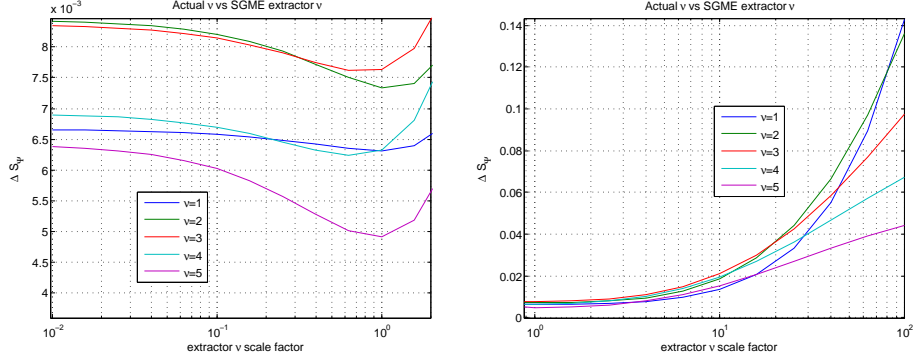 Actual ν vs SGME extractor ν
x 10⁻³
8
7.5
7
6.5
6
5.5
5
4.5
4
Δ S_Ψ
ν=1
ν=2
ν=3
ν=4
ν=5
10⁻²
10⁻¹
10⁰
extractor ν scale factor
Actual ν vs SGME extractor ν
0.14
0.12
0.1
0.08
0.06
0.04
0.02
0
Δ S_Ψ
ν=1
ν=2
ν=3
ν=4
ν=5
10⁰
10¹
10²
extractor ν scale factor